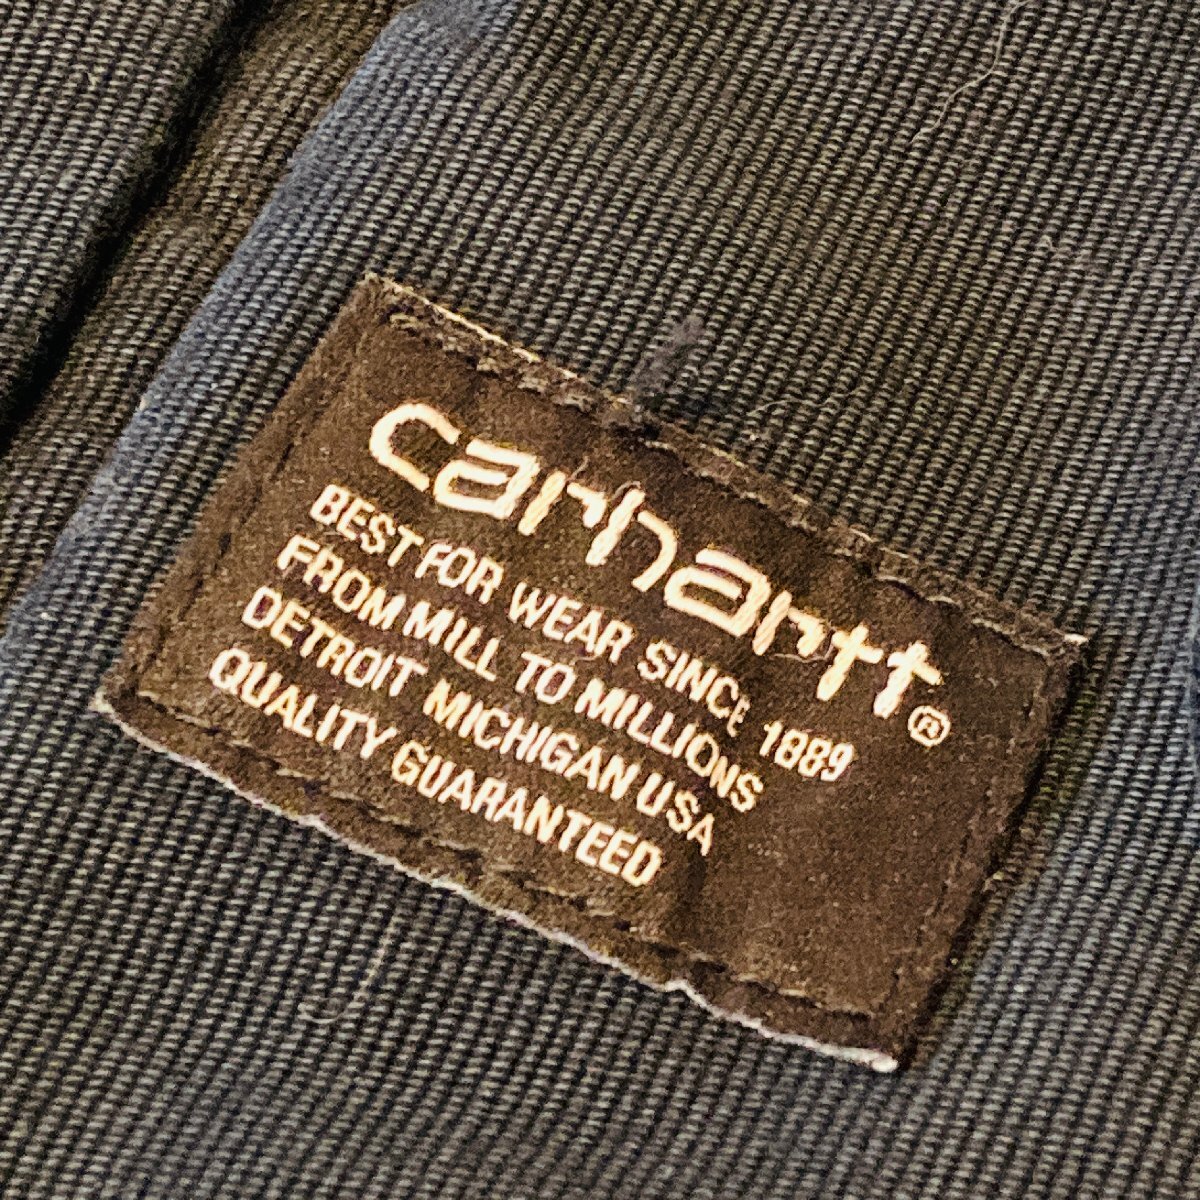 carhartt®
BEST FOR WEAR SINCE 1889
FROM MILL TO MILLIONS
DETROIT MICHIGAN USA
QUALITY GUARANTEED